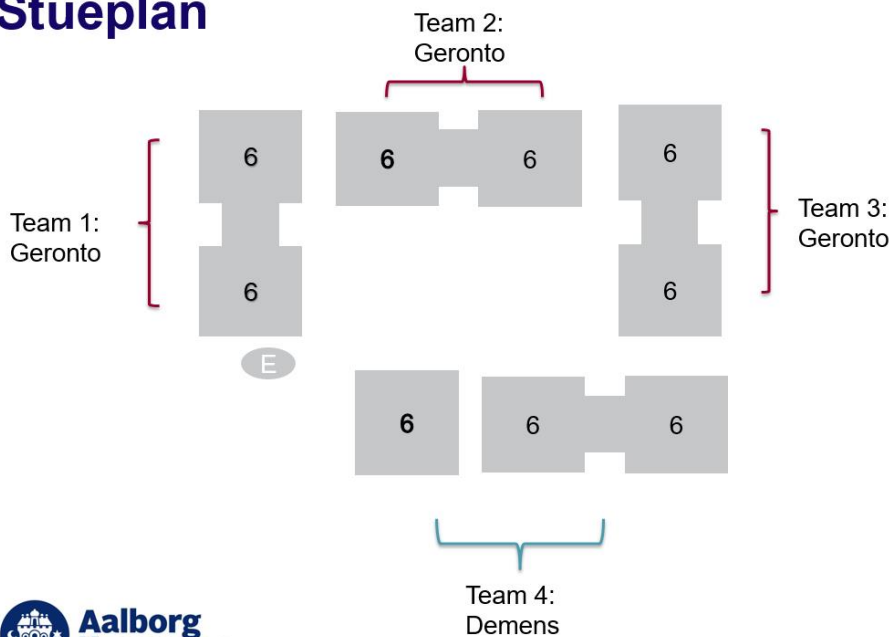 Stueplan
Team 2:
Geronto
6
6
6
6
Team 1:
Geronto
Team 3:
Geronto
6
6
E
6
6
6
Team 4:
Demens
Aalborg